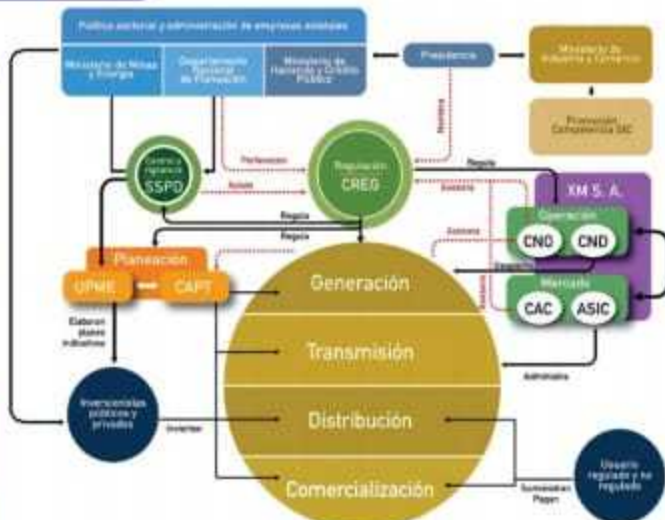 Política sectorial y administración de empresas estatales
Ministerio de Minas
y Energía
Departamento
Nacional
de Planeación
Ministerio de
Hacienda y Crédito
Público
Presidencia
Ministerio de
Industria y Comercio
Promoción
Competencia SIC
Nombra
Control y
vigilancia
SSPD
Regulación
CREG
Regula
XM S. A.
Operación
CNO
CND
Mercado
CAC
ASIC
Asesoría
Asesoría
Regula
Regula
Planeación
UPME
CAPT
Elaboran
planes
indicativos
Generación
Transmisión
Distribución
Comercialización
Administra
Inversionistas
públicos y
privados
Invierten
Usuario
regulado y no
regulado
Pagan